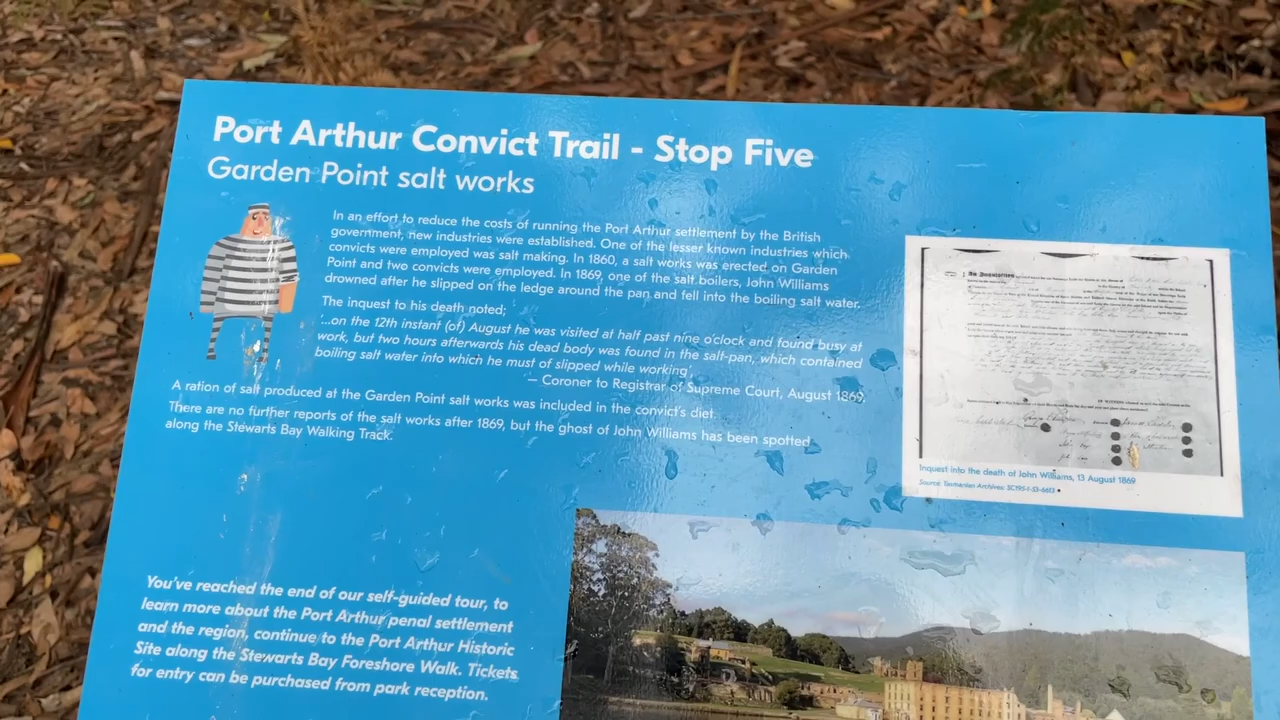 Port Arthur Convict Trail - Stop Five
Garden Point salt works
In an effort to reduce the costs of running the Port Arthur settlement by the British
government, new industries were established. One of the lesser known industries which
convicts were employed was salt making. In 1860, a salt works was erected on Garden
Point and two convicts were employed. In 1869, one of the salt boilers, John Williams
drowned after he slipped on the ledge around the pan and fell into the boiling salt water.
The inquest to his death noted;
...on the 12th instant (of) August he was visited at half past nine o'clock and found busy at
work, but two hours afterwards his dead body was found in the salt-pan, which contained
boiling salt water into which he must of slipped while working',
— Coroner to Registrar of Supreme Court, August 1869.
A ration of salt produced at the Garden Point salt works was included in the convict's diet.
There are no further reports of the salt works after 1869, but the ghost of John Williams has been spotted
along the Stewarts Bay Walking Track.
An Inquisition
Inquest into the death of John Williams, 13 August 1869
Source: Tasmanian Archives: SC195-1-53-6613
You've reached the end of our self-guided tour, to
learn more about the Port Arthur penal settlement
and the region, continue to the Port Arthur Historic
Site along the Stewarts Bay Foreshore Walk. Tickets
for entry can be purchased from park reception.